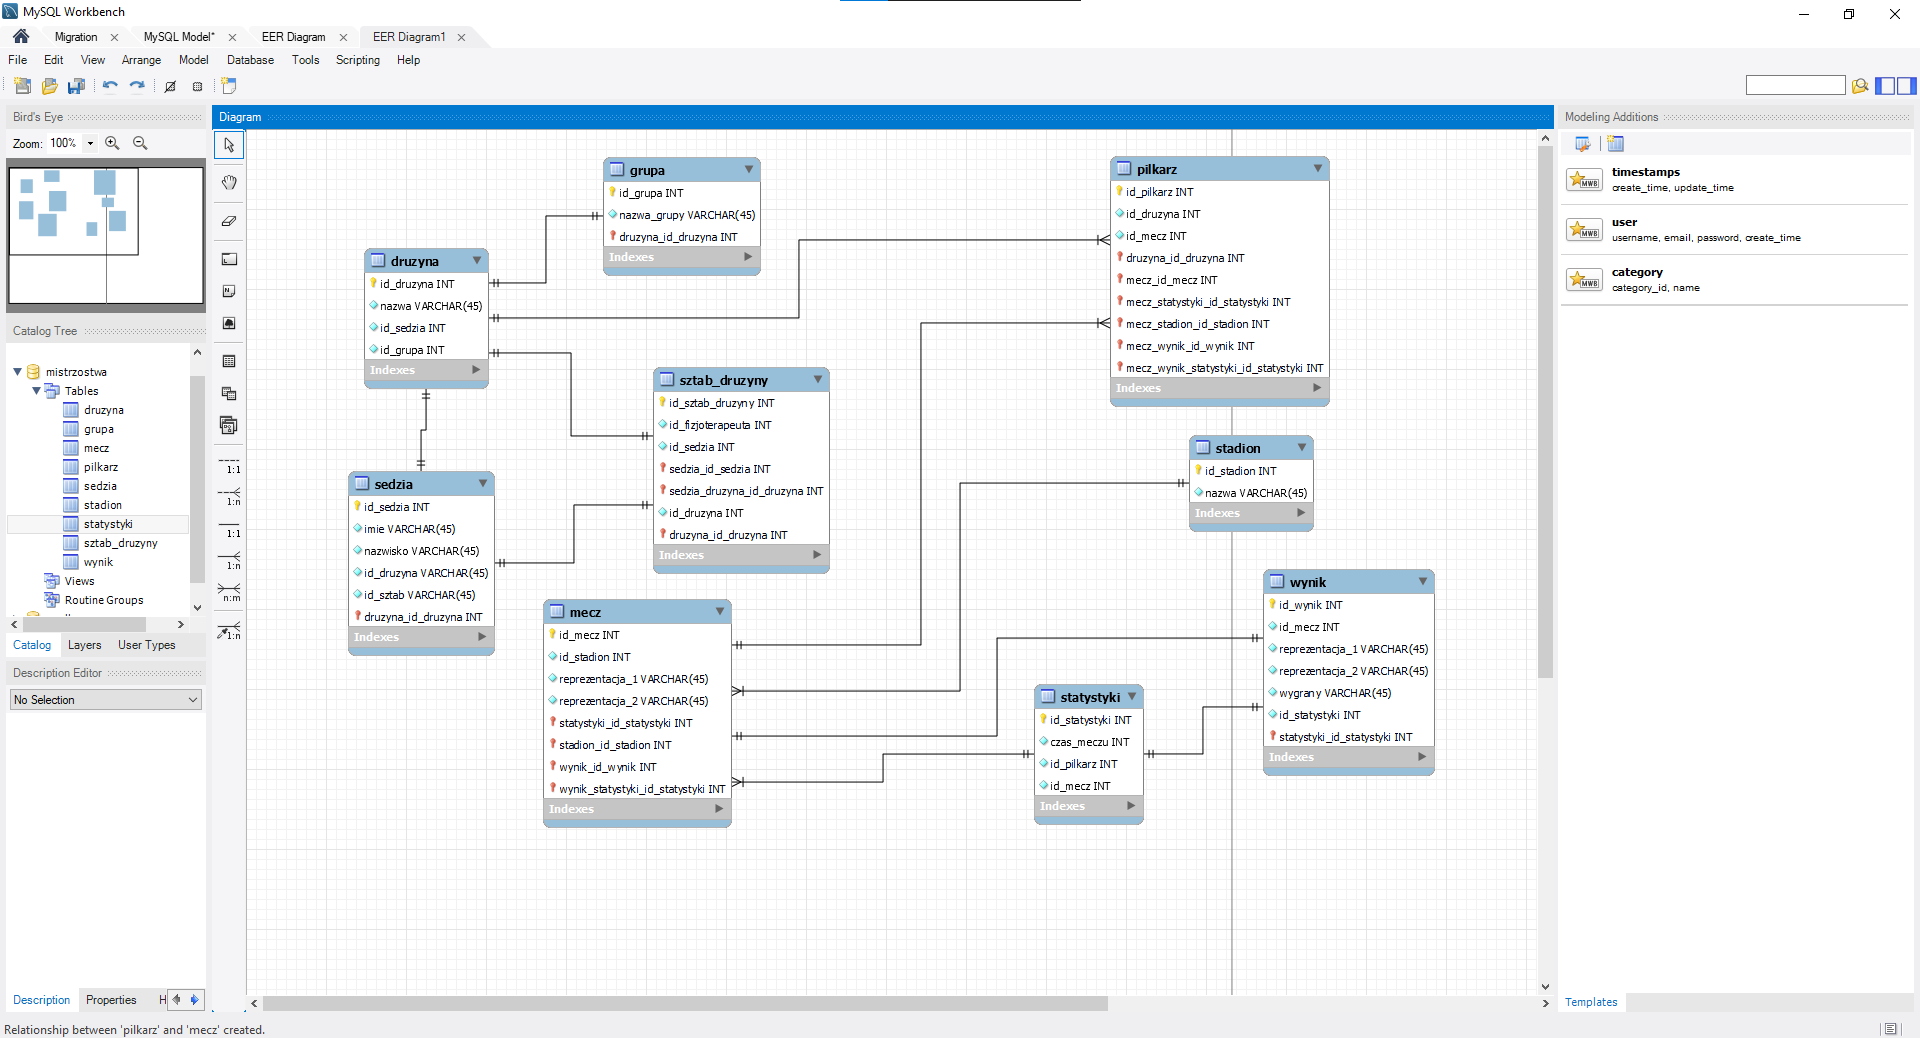 MySQL Workbench
Migration
MySQL Model*
EER Diagram
EER Diagram1
File Edit View Arrange Model Database Tools Scripting Help
Bird's Eye
Zoom: 100%
Catalog Tree
mistrzostwa
Tables
druzyna
grupa
mecz
pilkarz
sedzia
stadion
statystyki
sztab_druzyny
wynik
Views
Routine Groups
Catalog Layers User Types
Description Editor
No Selection
Description Properties H
Relationship between 'pilkarz' and 'mecz' created.
Diagram
1:1
1:n
1:1
1:n
n:m
1:n
grupa
id_grupa INT
nazwa_grupy VARCHAR(45)
druzyna_id_druzyna INT
Indexes
druzyna
id_druzyna INT
nazwa VARCHAR(45)
id_sedzia INT
id_grupa INT
Indexes
sztab_druzyny
id_sztab_druzyny INT
id_fizjoterapeuta INT
id_sedzia INT
sedzia_id_sedzia INT
sedzia_druzyna_id_druzyna INT
id_druzyna INT
druzyna_id_druzyna INT
Indexes
sedzia
id_sedzia INT
imie VARCHAR(45)
nazwisko VARCHAR(45)
id_druzyna VARCHAR(45)
id_sztab VARCHAR(45)
druzyna_id_druzyna INT
Indexes
mecz
id_mecz INT
id_stadion INT
reprezentacja_1 VARCHAR(45)
reprezentacja_2 VARCHAR(45)
statystyki_id_statystyki INT
stadion_id_stadion INT
wynik_id_wynik INT
wynik_statystyki_id_statystyki INT
Indexes
pilkarz
id_pilkarz INT
id_druzyna INT
id_mecz INT
druzyna_id_druzyna INT
mecz_id_mecz INT
mecz_statystyki_id_statystyki INT
mecz_stadion_id_stadion INT
mecz_wynik_id_wynik INT
mecz_wynik_statystyki_id_statystyki INT
Indexes
stadion
id_stadion INT
nazwa VARCHAR(45)
Indexes
wynik
id_wynik INT
id_mecz INT
reprezentacja_1 VARCHAR(45)
reprezentacja_2 VARCHAR(45)
wygrany VARCHAR(45)
id_statystyki INT
statystyki_id_statystyki INT
Indexes
statystyki
id_statystyki INT
czas_meczu INT
id_pilkarz INT
id_mecz INT
Indexes
Modeling Additions
MWB
timestamps
create_time, update_time
MWB
user
username, email, password, create_time
MWB
category
category_id, name
Templates